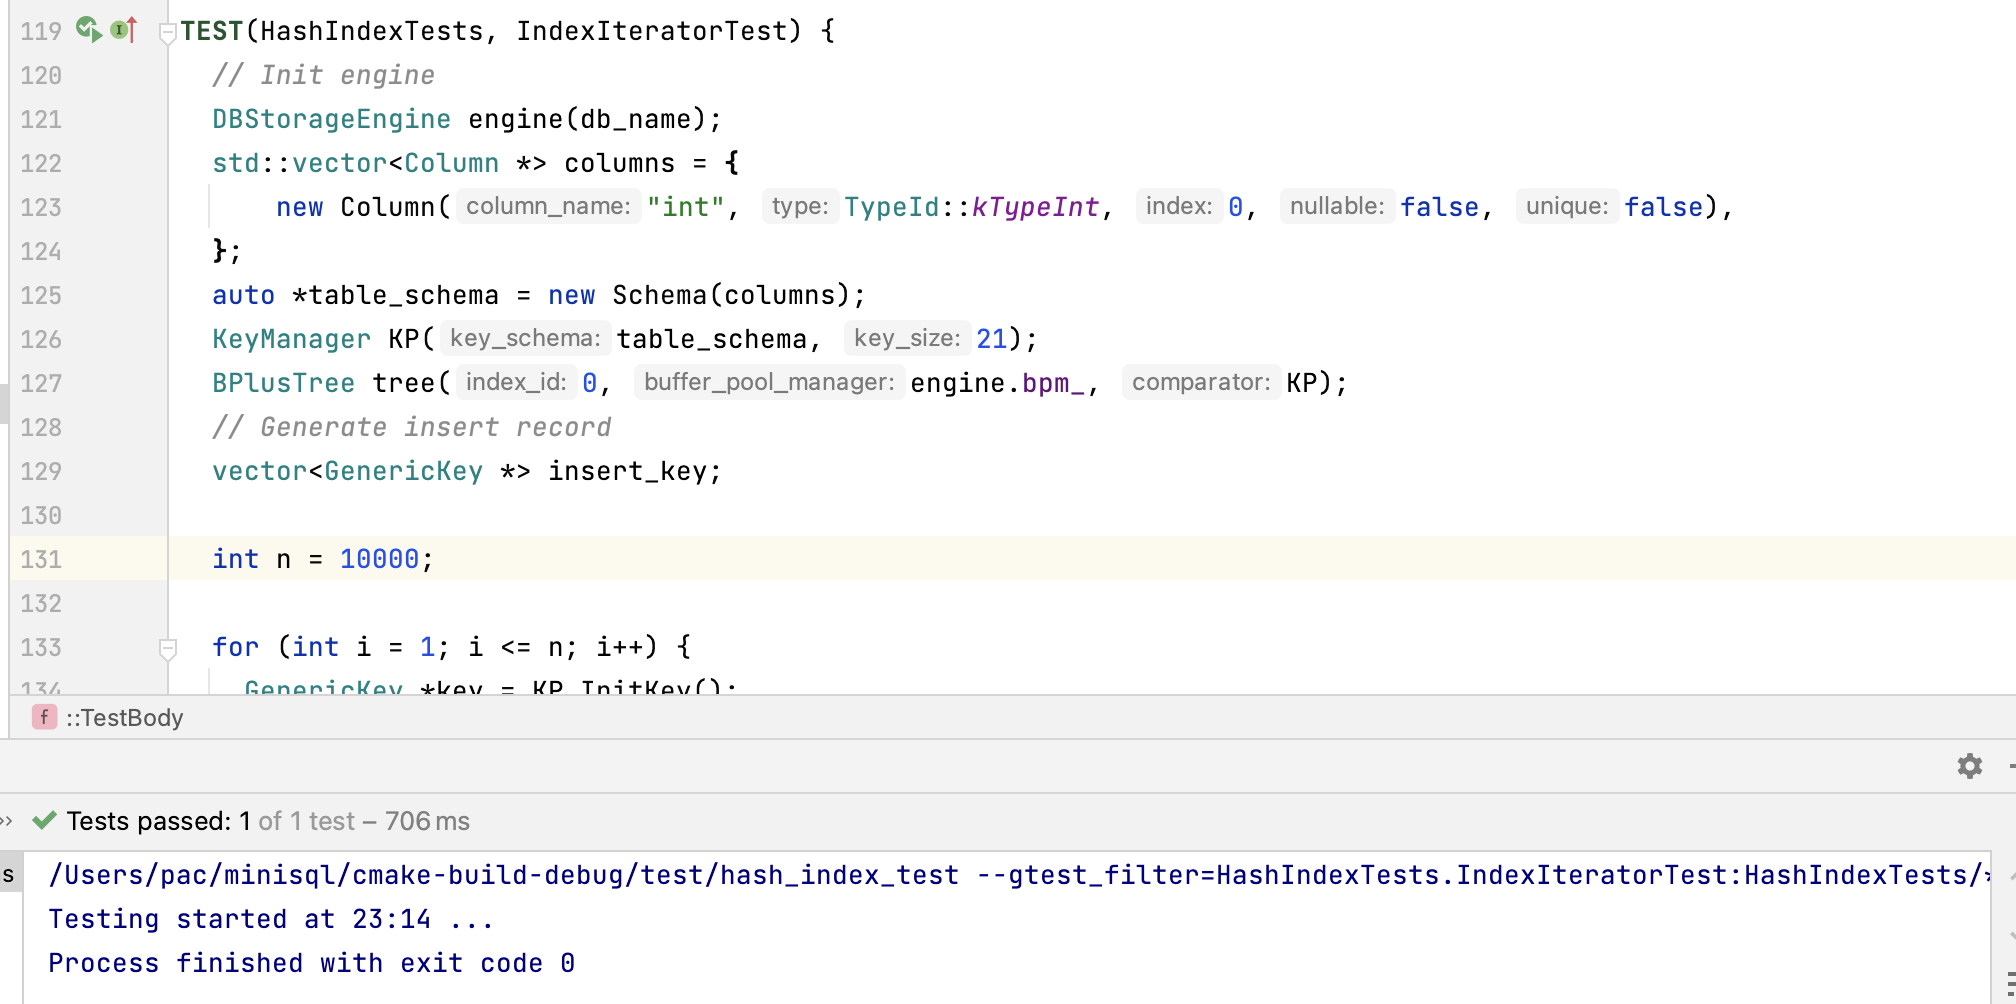 119 TEST(HashIndexTests, IndexIteratorTest) {
120 // Init engine
121 DBStorageEngine engine(db_name);
122 std::vector<Column *> columns = {
123 new Column( column_name: "int", type: TypeId::kTypeInt, index: 0, nullable: false, unique: false),
124 };
125 auto *table_schema = new Schema(columns);
126 KeyManager KP( key_schema: table_schema, key_size: 21);
127 BPlusTree tree( index_id: 0, buffer_pool_manager: engine.bpm_, comparator: KP);
128 // Generate insert record
129 vector<GenericKey *> insert_key;
130
131 int n = 10000;
132
133 for (int i = 1; i <= n; i++) {
134 GenericKey *key = KP.InitKey();
f ::TestBody
Tests passed: 1 of 1 test – 706 ms
s
/Users/pac/minisql/cmake-build-debug/test/hash_index_test --gtest_filter=HashIndexTests.IndexIteratorTest:HashIndexTests/*
Testing started at 23:14 ...
Process finished with exit code 0